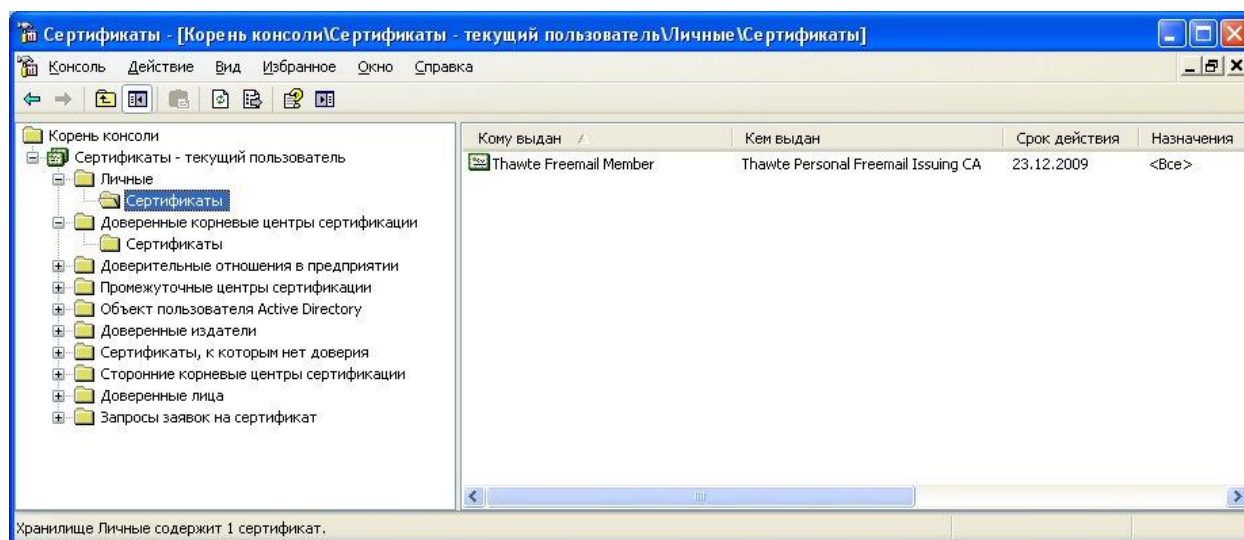 Сертификаты - [Корень консоли\Сертификаты - текущий пользователь\Личные\Сертификаты]
Консоль Действие Вид Избранное Окно Справка
Корень консоли
Сертификаты - текущий пользователь
Личные
Сертификаты
Доверенные корневые центры сертификации
Сертификаты
Доверительные отношения в предприятии
Промежуточные центры сертификации
Объект пользователя Active Directory
Доверенные издатели
Сертификаты, к которым нет доверия
Сторонние корневые центры сертификации
Доверенные лица
Запросы заявок на сертификат
Кому выдан Кем выдан Срок действия Назначения
Thawte Freemail Member Thawte Personal Freemail Issuing CA 23.12.2009 <Все>
Хранилище Личные содержит 1 сертификат.